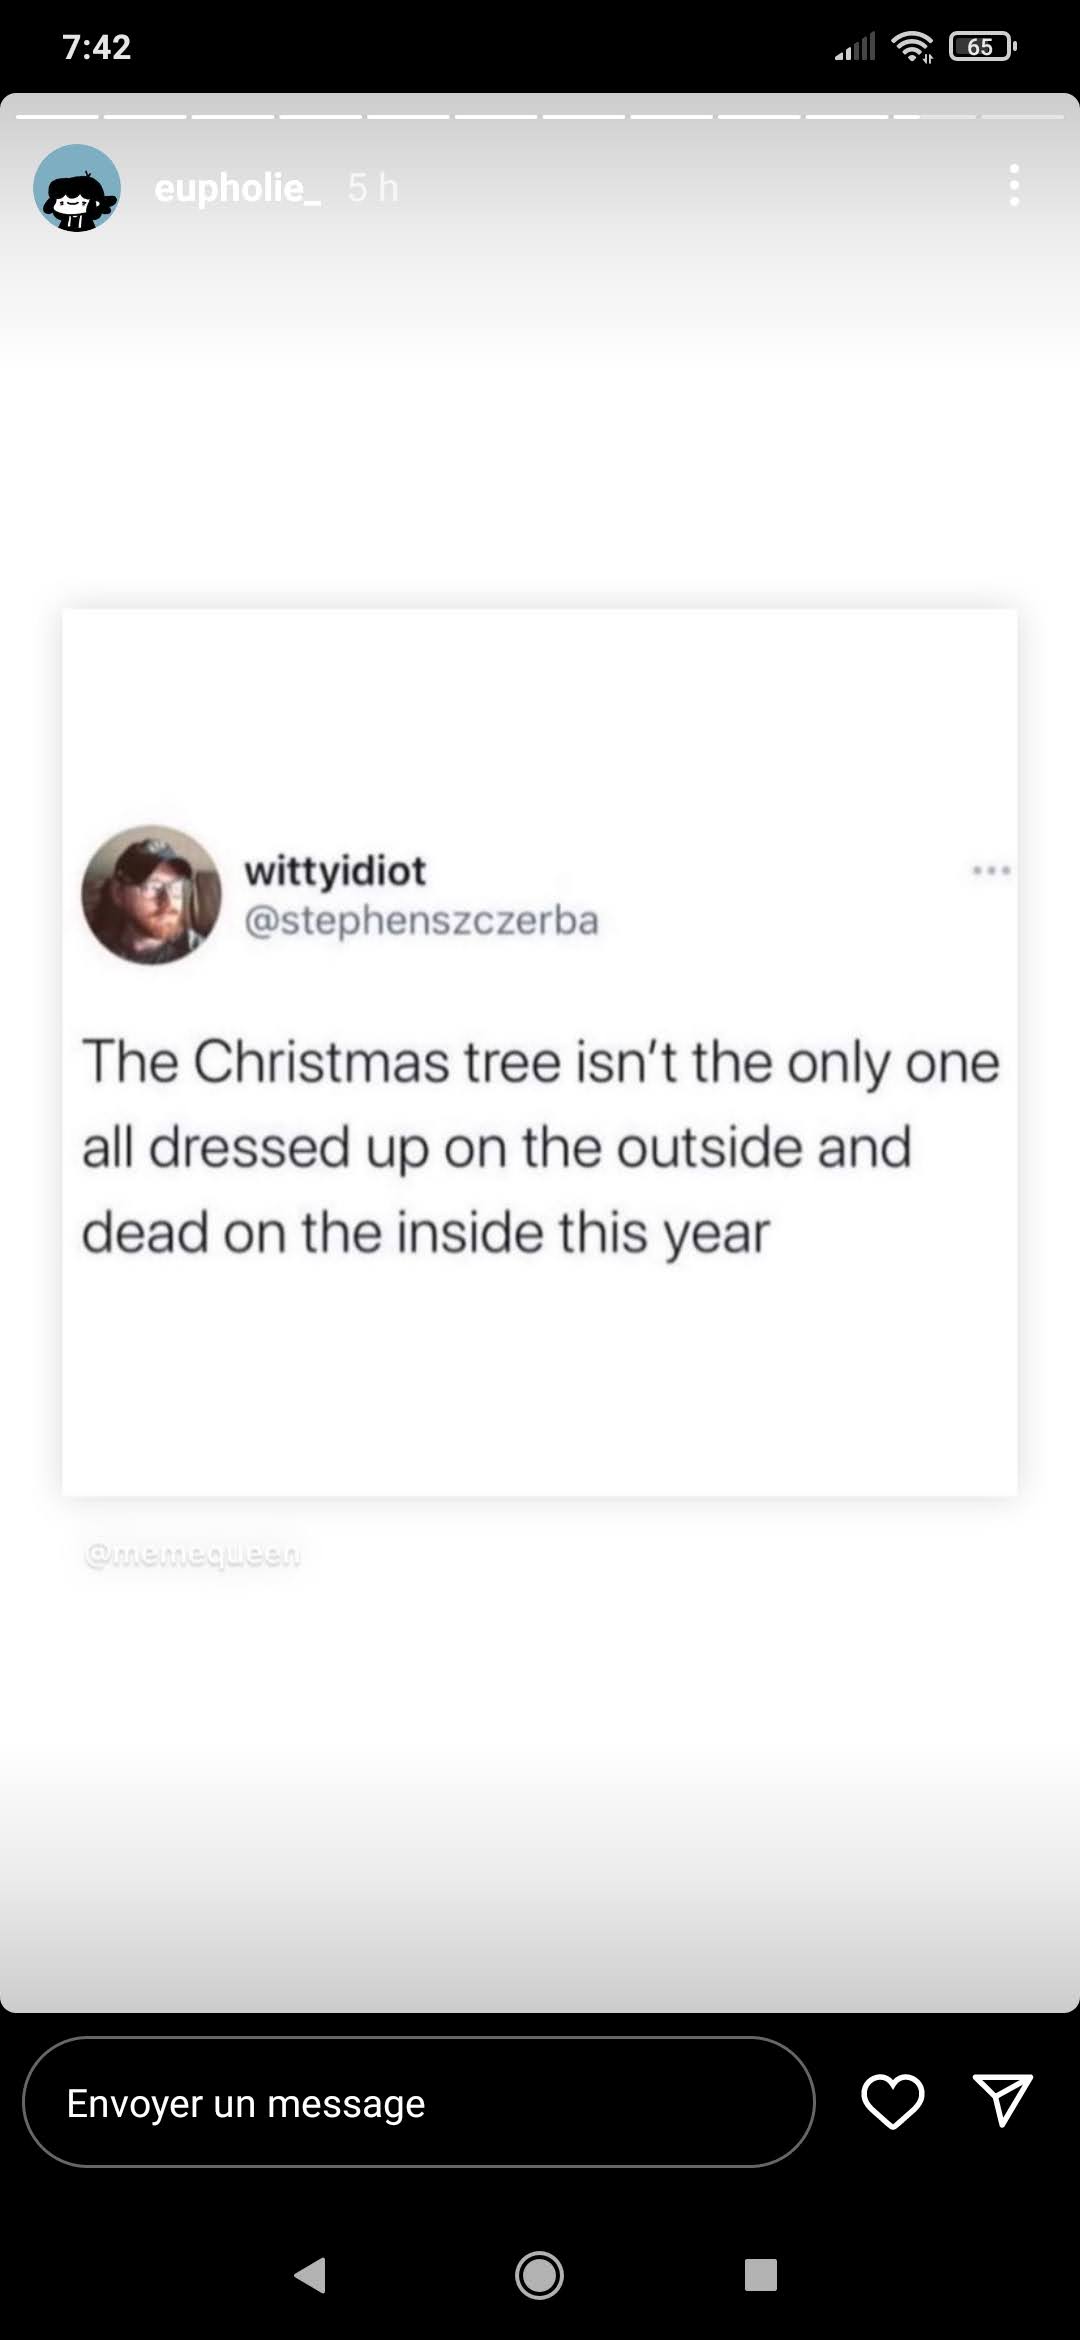 7:42
65
eupholie_ 5 h
wittyidiot
@stephenszczerba
The Christmas tree isn't the only one
all dressed up on the outside and
dead on the inside this year
@memequeen
Envoyer un message